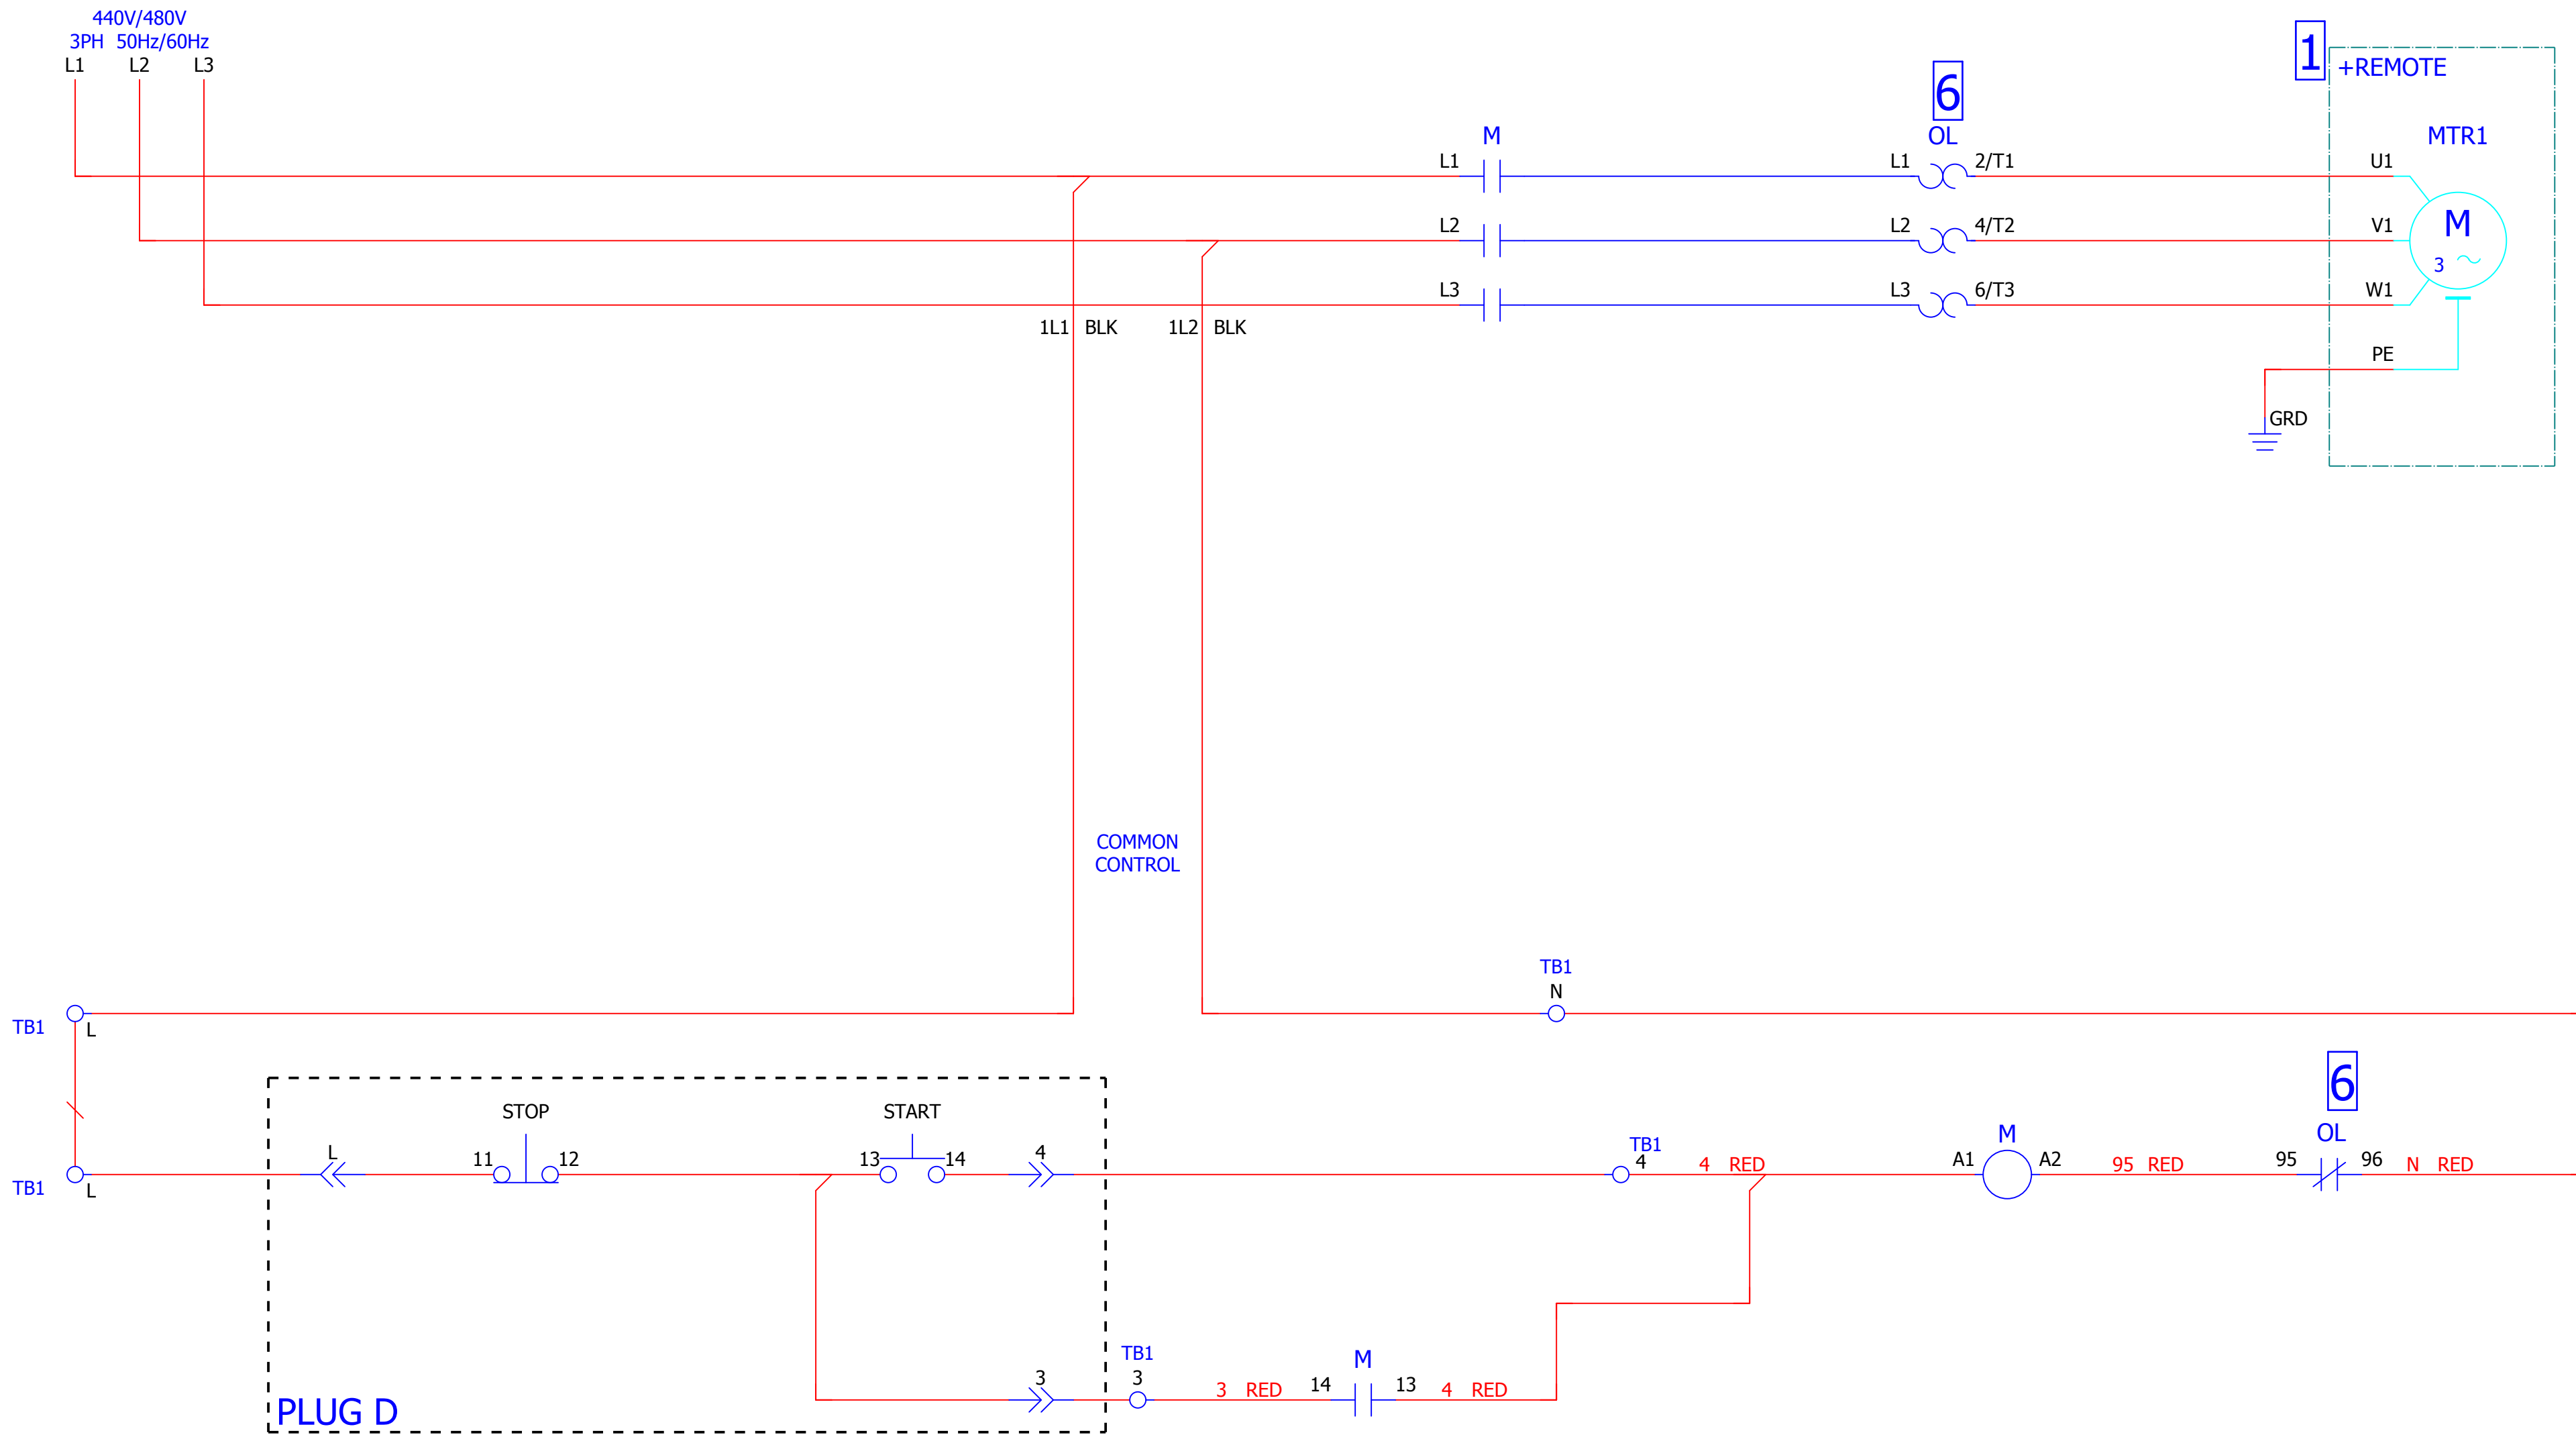 440V/480V
3PH 50Hz/60Hz
L1 L2 L3
1
+REMOTE
6
OL
M
MTR1
L1
L1
2/T1
U1
L2
L2
4/T2
V1
M
3
L3
L3
6/T3
W1
1L1 BLK
1L2 BLK
PE
GRD
COMMON
CONTROL
TB1
N
TB1
L
6
STOP
START
OL
M
TB1
L
11
12
13
14
4
4
4 RED
A1
A2
95 RED
95
96
N RED
TB1
L
TB1
M
3
3
3 RED
14
13
4 RED
PLUG D